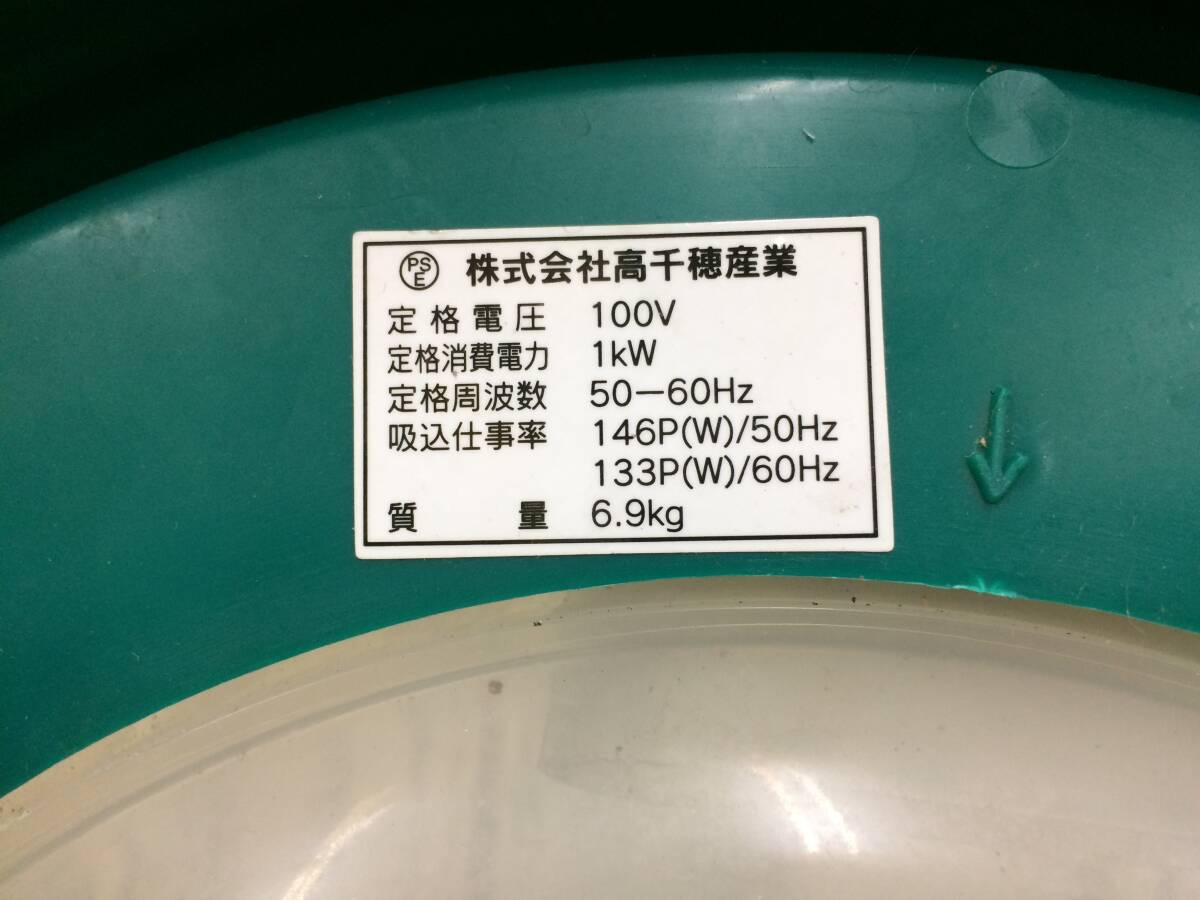 PSE 株式会社高千穂産業
定格電圧 100V
定格消費電力 1kW
定格周波数 50－60Hz
吸込仕事率 146P(W)/50Hz
133P(W)/60Hz
質量 6.9kg